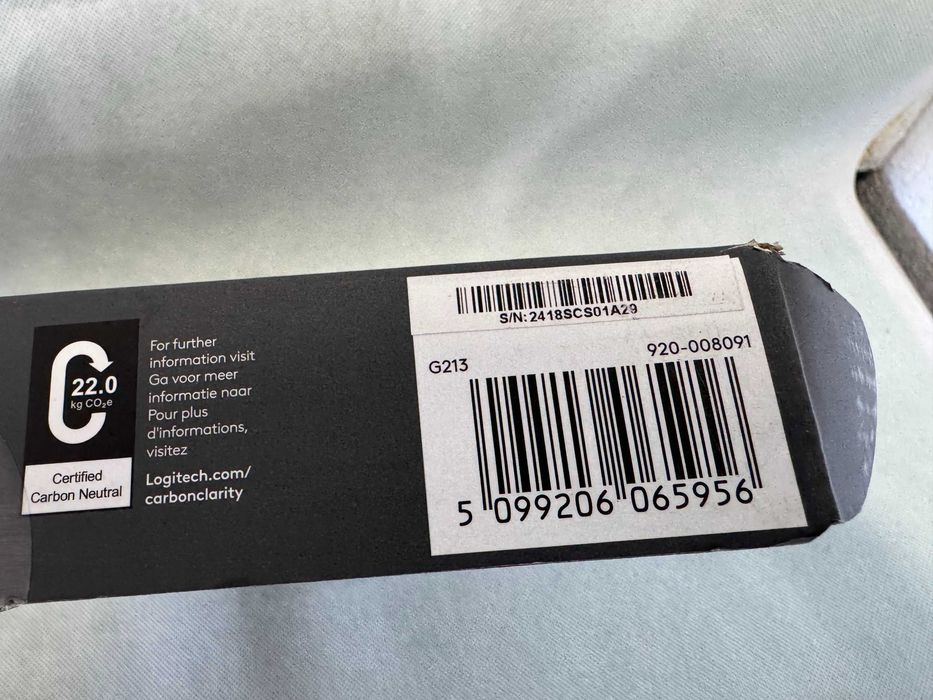 22.0
kg CO₂e
Certified
Carbon Neutral
For further
information visit
Ga voor meer
informatie naar
Pour plus
d'informations,
visitez
Logitech.com/
carbonclarity
S/N:2418SCS01A29
G213
920-008091
5 099206 065956